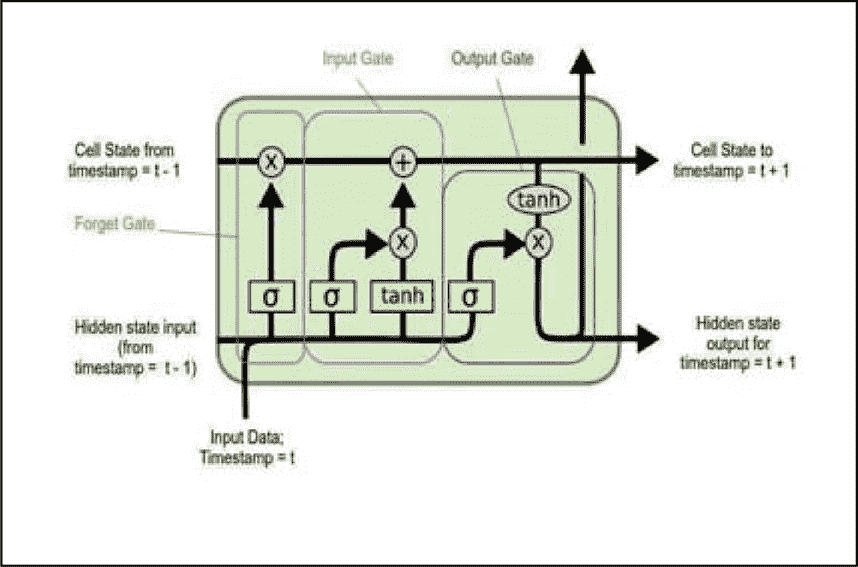 Input Gate
Output Gate
Cell State from
timestamp = t - 1
X
+
Cell State to
timestamp = t + 1
tanh
Forget Gate
X
X
σ
σ
tanh
σ
Hidden state input
(from
timestamp = t - 1)
Hidden state
output for
timestamp = t + 1
Input Data;
Timestamp = t